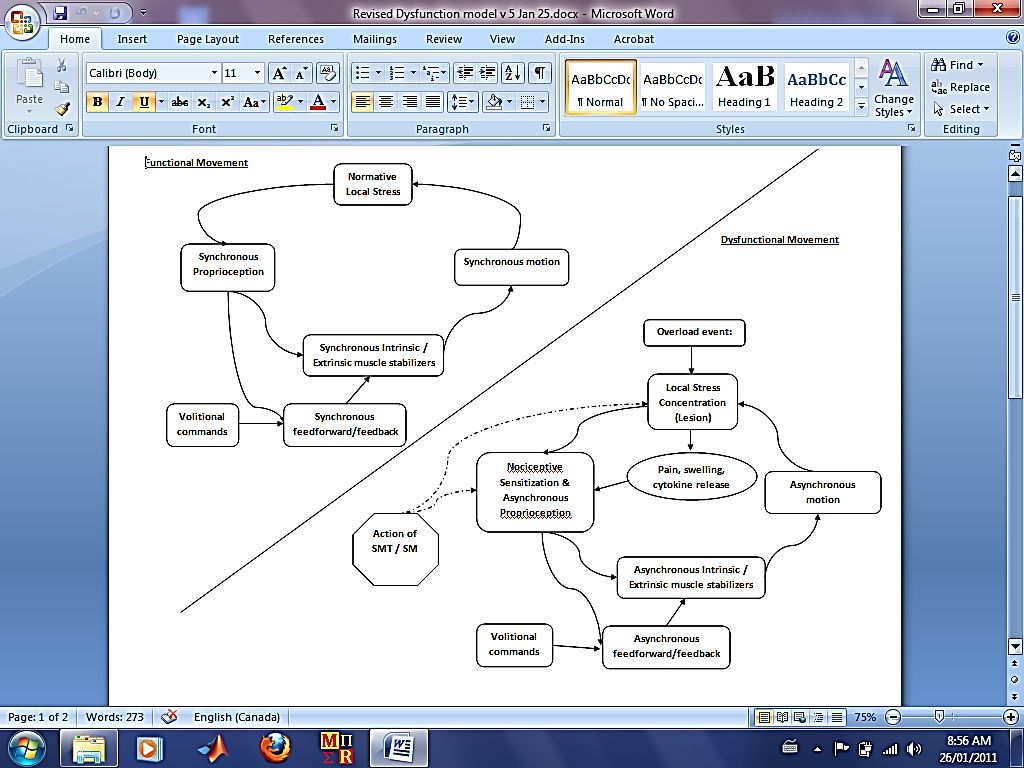 Revised Dysfunction model v 5 Jan 25.docx - Microsoft Word
Home Insert Page Layout References Mailings Review View Add-Ins Acrobat
Paste
Clipboard
Calibri (Body) 11
B I U abc X₂ X² Aa
ab A
Font
Paragraph
AaBbCcDc AaBbCcDc AaB AaBbCc
¶ Normal ¶ No Spaci... Heading 1 Heading 2
Change
Styles
Styles
Find
Replace
Select
Editing
Functional Movement
Normative
Local Stress
Synchronous
Proprioception
Synchronous motion
Synchronous Intrinsic /
Extrinsic muscle stabilizers
Volitional
commands
Synchronous
feedforward/feedback
Dysfunctional Movement
Overload event:
Local Stress
Concentration
(Lesion)
Nociceptive
Sensitization &
Asynchronous
Proprioception
Pain, swelling,
cytokine release
Asynchronous
motion
Action of
SMT / SM
Asynchronous Intrinsic /
Extrinsic muscle stabilizers
Volitional
commands
Asynchronous
feedforward/feedback
Page: 1 of 2 Words: 273 English (Canada) 75%
M Π
Σ R
W
8:56 AM
26/01/2011